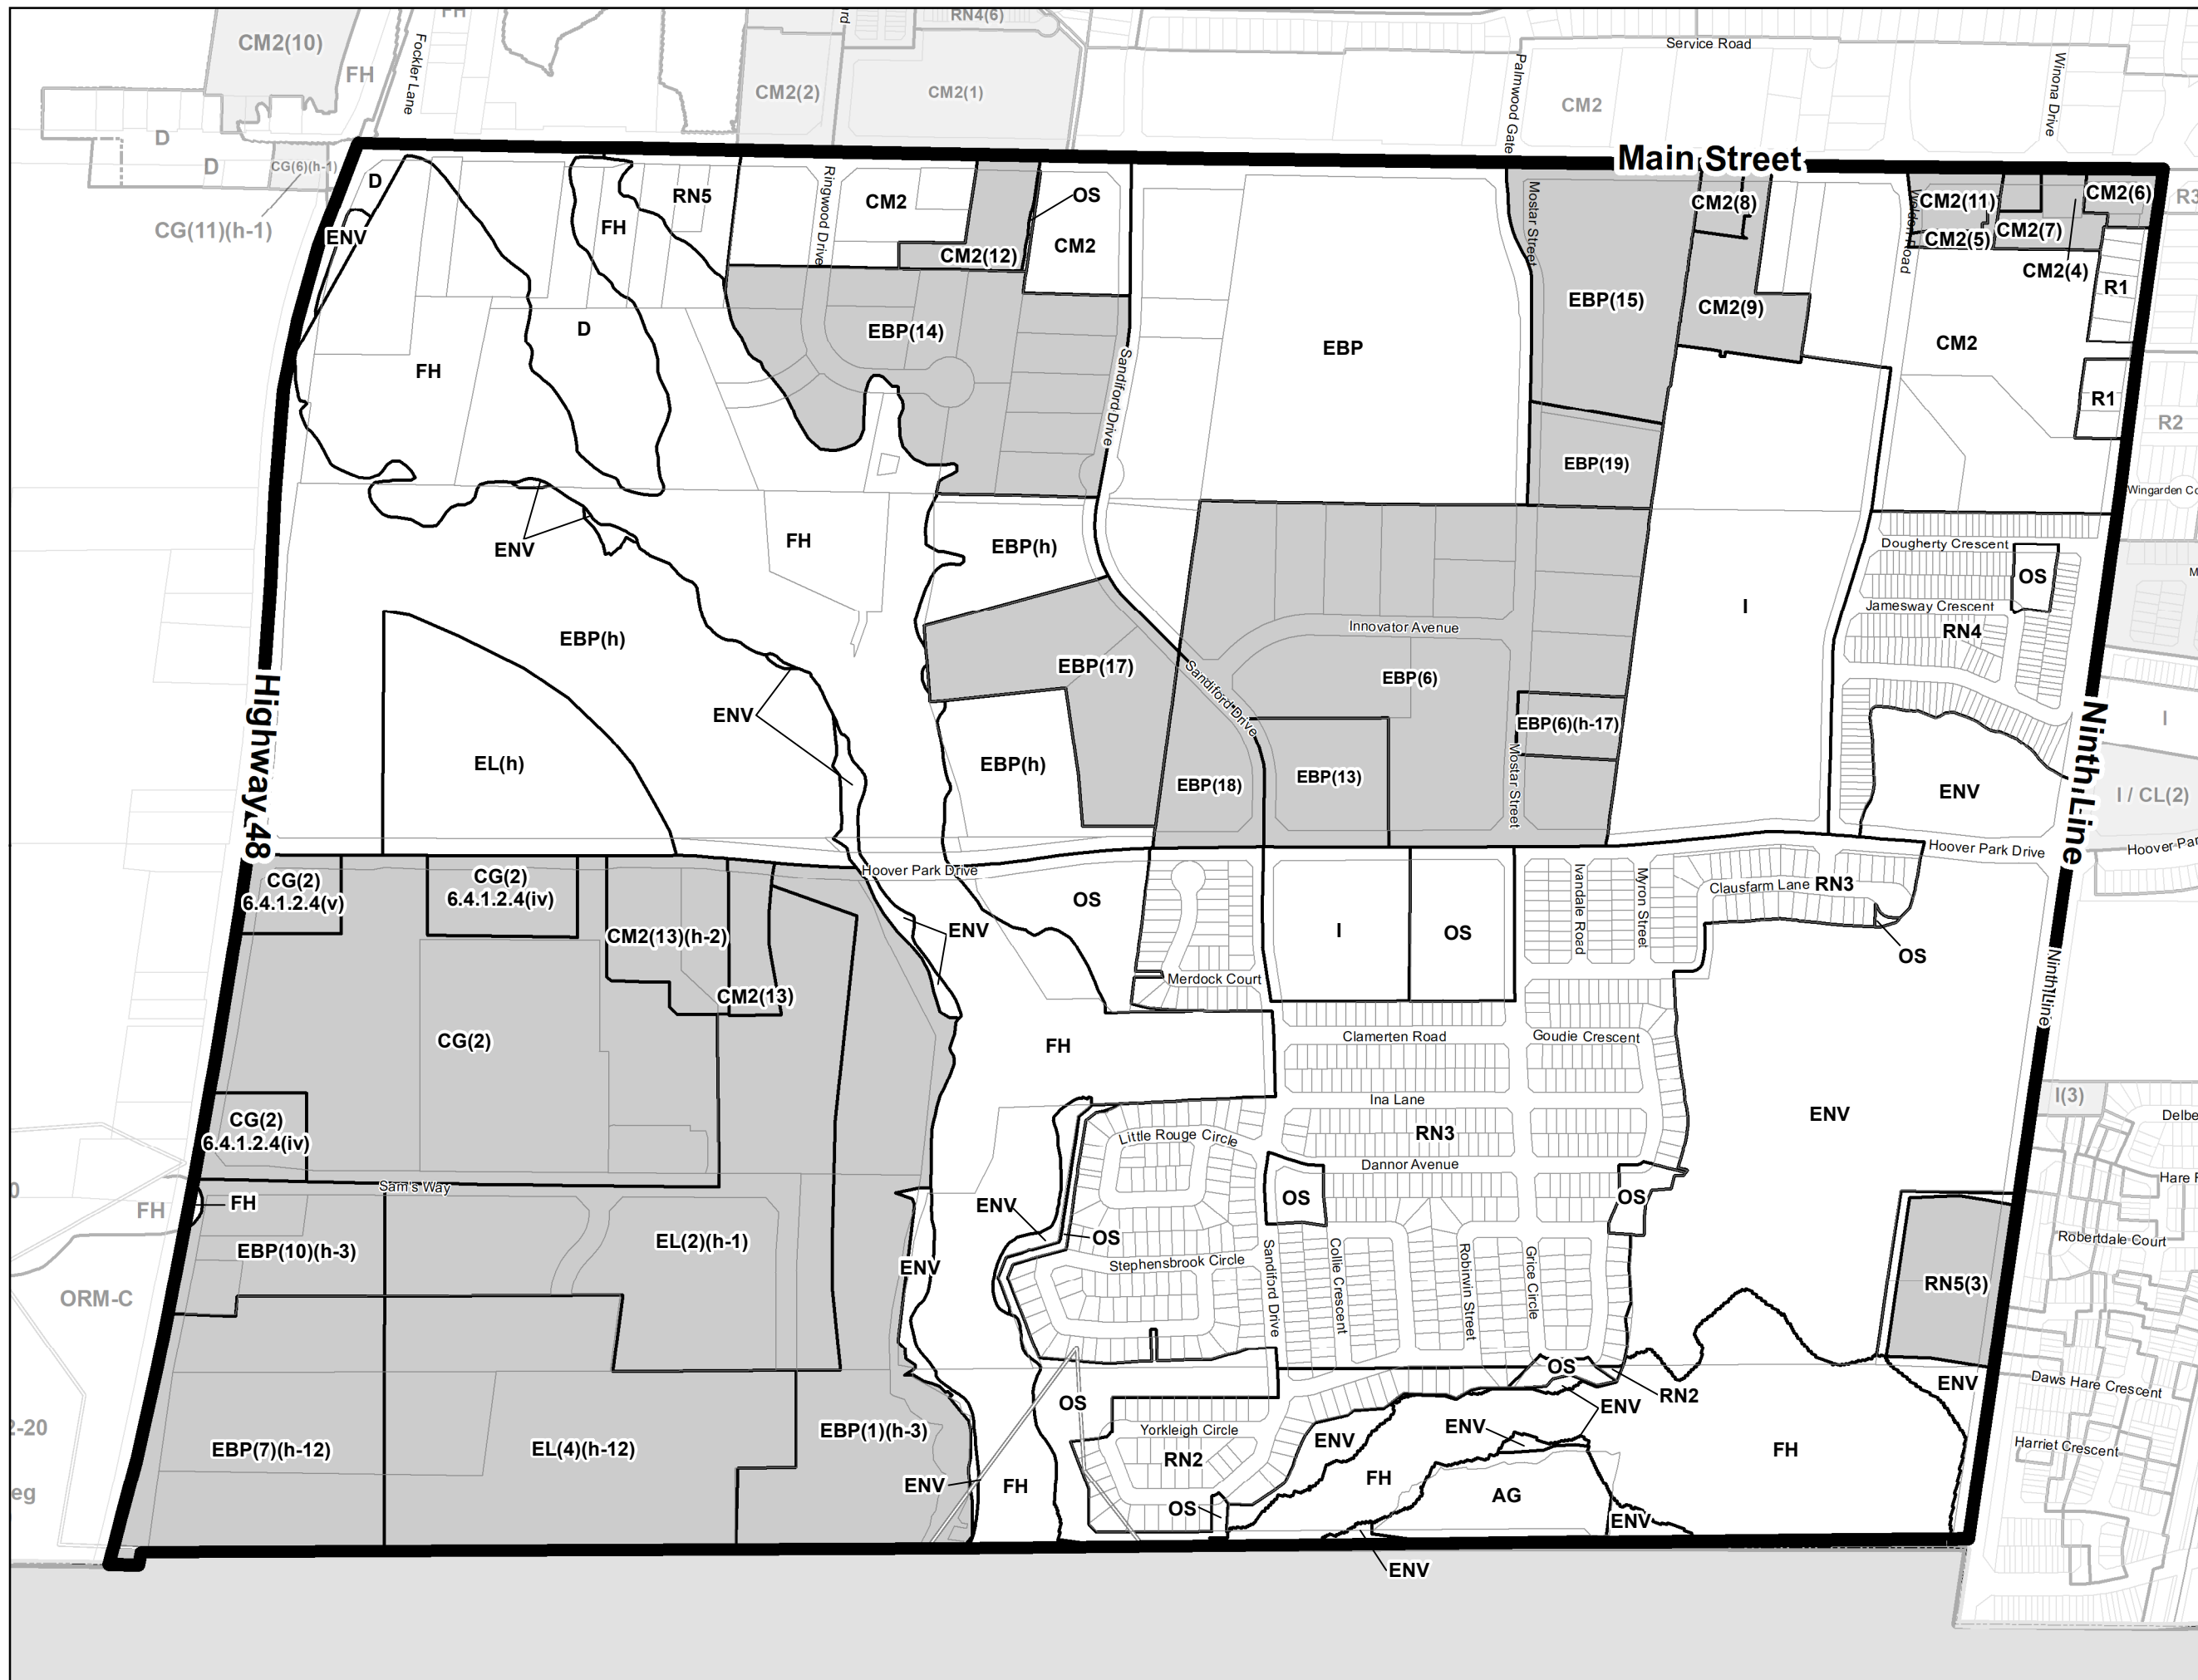 FH
RN4(6)
CM2(10)
FH
Fockler Lane
CM2(2)
CM2(1)
Service Road
Palmwood Gate
CM2
Winona Drive
D
D
CG(6)(h-1)
CG(11)(h-1)
Main Street
D
ENV
FH
RN5
Ringwood Drive
CM2
OS
CM2
CM2(12)
Mostar Street
CM2(8)
CM2(11)
CM2(5)
CM2(7)
CM2(6)
CM2(4)
R1
R3
EBP(15)
CM2(9)
EBP(14)
D
FH
Sandiford Drive
EBP
CM2
R1
R2
EBP(19)
ENV
FH
EBP(h)
Dougherty Crescent
OS
Jamesway Crescent
RN4
I
EBP(h)
Innovator Avenue
EBP(17)
EBP(6)
Sandiford Drive
ENV
EBP(6)(h-17)
Mostar Street
Highway 48
EL(h)
EBP(h)
EBP(18)
EBP(13)
ENV
Ninth Line
I
I / CL(2)
Hoover Park Drive
Hoover Park Drive
CG(2)
6.4.1.2.4(v)
CG(2)
6.4.1.2.4(iv)
CM2(13)(h-2)
CM2(13)
OS
ENV
Merdock Court
I
OS
Ivandale Road
Myron Street
Clausfarm Lane
RN3
OS
Ninth Line
CG(2)
FH
Clamerten Road
Goudie Crescent
Ina Lane
ENV
I(3)
CG(2)
6.4.1.2.4(iv)
Little Rouge Circle
RN3
Dannor Avenue
Sam's Way
FH
FH
ENV
OS
OS
OS
EBP(10)(h-3)
EL(2)(h-1)
ENV
Stephensbrook Circle
Sandiford Drive
Collie Crescent
Robinvin Street
Grice Circle
RN5(3)
Robertdale Court
ORM-C
OS
RN2
ENV
Daws Hare Crescent
OS
ENV
EBP(7)(h-12)
EL(4)(h-12)
EBP(1)(h-3)
Yorkleigh Circle
RN2
ENV
ENV
FH
Harriet Crescent
ENV
FH
OS
FH
AG
ENV
ENV